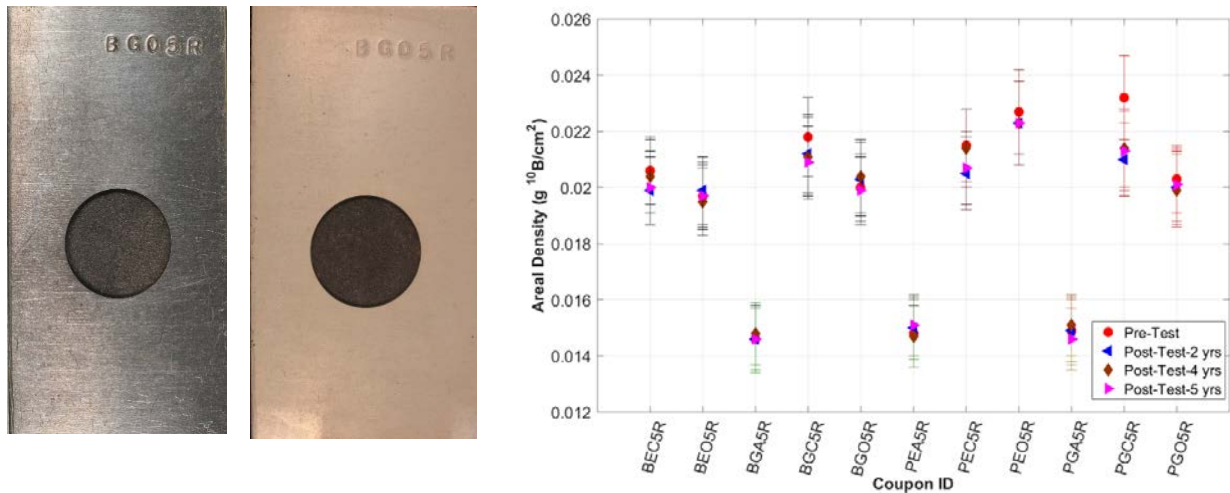 BGO5R
BGO5R
0.026
0.024
0.022
0.02
0.018
0.016
0.014
0.012
Areal Density (g ¹⁰B/cm²)
Pre-Test
Post-Test-2 yrs
Post-Test-4 yrs
Post-Test-5 yrs
BEC5R
BEO5R
BGA5R
BGC5R
BGO5R
PEA5R
PEC5R
PEO5R
PGA5R
PGC5R
PGO5R
Coupon ID